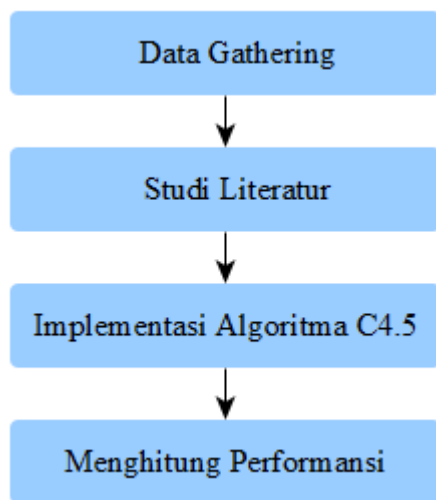 Data Gathering
Studi Literatur
Implementasi Algoritma C4.5
Menghitung Performansi